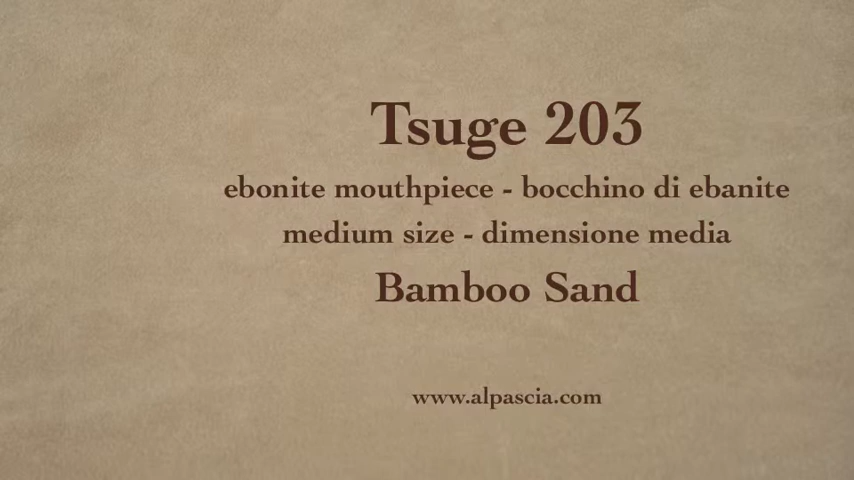 Tsuge 203
ebonite mouthpiece - bocchino di ebanite
medium size - dimensione media
Bamboo Sand
www.alpascia.com